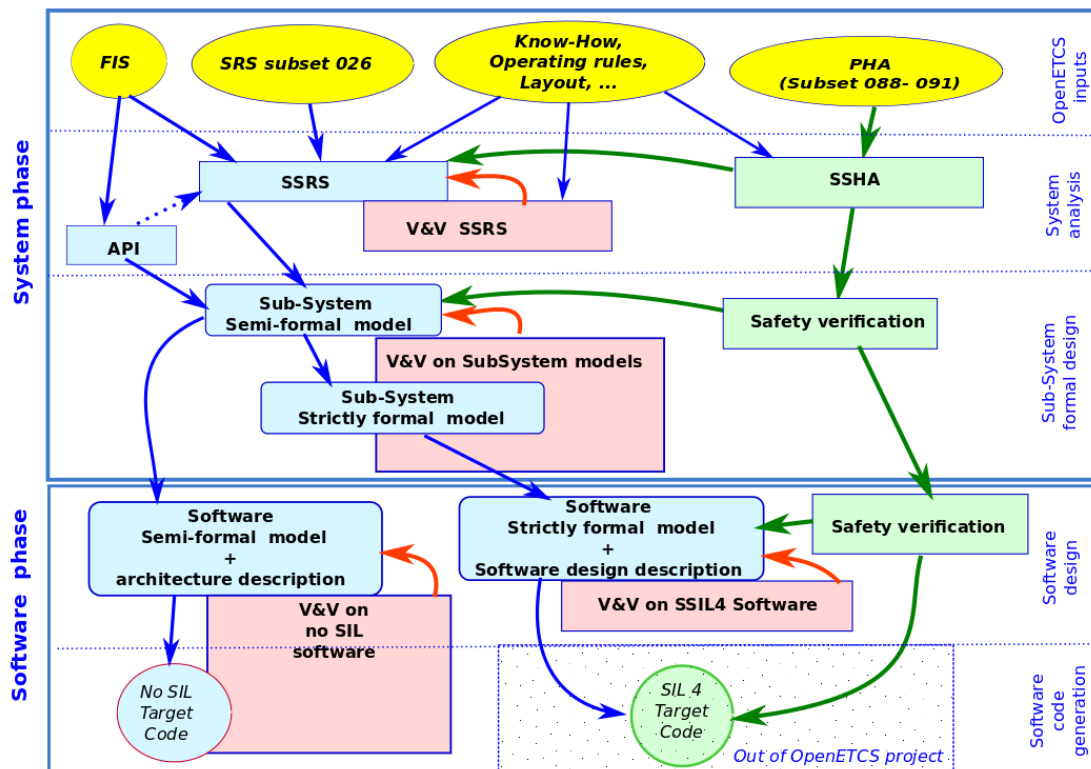 FIS
SRS subset 026
Know-How,
Operating rules,
Layout, ...
PHA
(Subset 088- 091)
OpenETCS
inputs
System phase
SSRS
SSHA
V&V  SSRS
API
System
analysis
Sub-System
Semi-formal  model
Safety verification
V&V on SubSystem models
Sub-System
Strictly formal  model
Sub-System
formal design
Software  phase
Software
Semi-formal  model
+
architecture description
Software
Strictly formal  model
+
Software design description
Safety verification
V&V on SSIL4 Software
V&V on
no SIL
software
Software
design
No SIL
Target
Code
SIL 4
Target
Code
Out of OpenETCS project
Software
code
generation